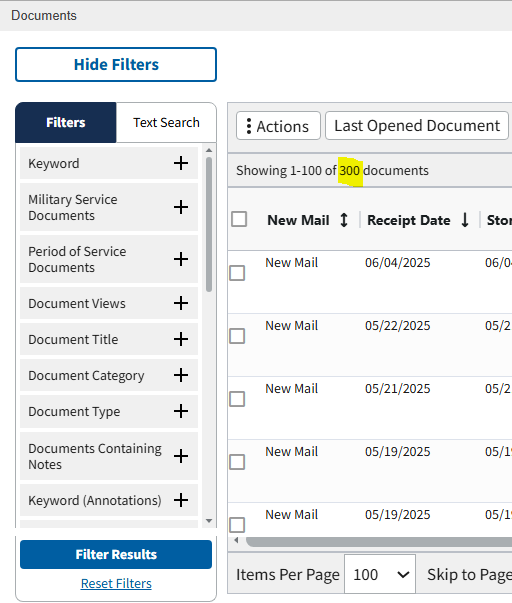 Documents
Hide Filters
Filters
Text Search
Keyword
Military Service
Documents
Period of Service
Documents
Document Views
Document Title
Document Category
Document Type
Documents Containing
Notes
Keyword (Annotations)
Filter Results
Reset Filters
Actions
Last Opened Document
Showing 1-100 of 300 documents
New Mail Receipt Date
New Mail 06/04/2025 06/0
New Mail 05/22/2025 05/2
New Mail 05/21/2025 05/2
New Mail 05/19/2025 05/1
New Mail 05/19/2025 05/1
Items Per Page 100 Skip to Page